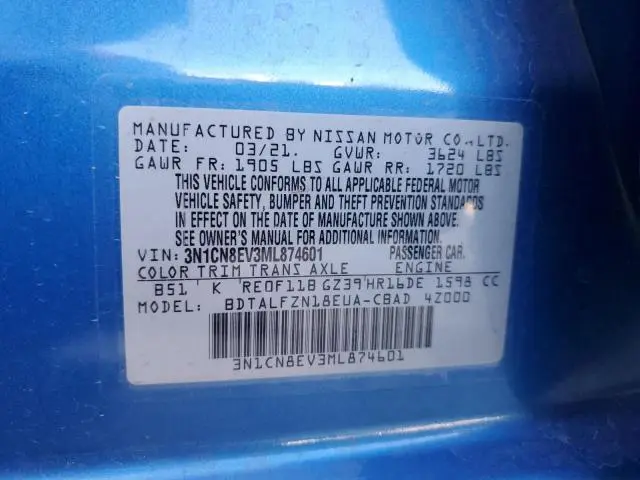 MANUFACTURED BY NISSAN MOTOR CO.,LTD.
DATE: 03/21. GVWR: 3624 LBS
GAWR FR: 1905 LBS GAWR RR: 1720 LBS
THIS VEHICLE CONFORMS TO ALL APPLICABLE FEDERAL MOTOR
VEHICLE SAFETY, BUMPER AND THEFT PREVENTION STANDARDS
IN EFFECT ON THE DATE OF MANUFACTURE SHOWN ABOVE.
SEE OWNER'S MANUAL FOR ADDITIONAL INFORMATION.
VIN: 3N1CN8EV3ML874601 PASSENGER CAR.
COLOR TRIM TRANS AXLE ENGINE
B51 K RE0F11B GZ39 HR16DE 1598 CC
MODEL: BDTALFZN18EUA-CBAD 4Z000
3N1CN8EV3ML874601